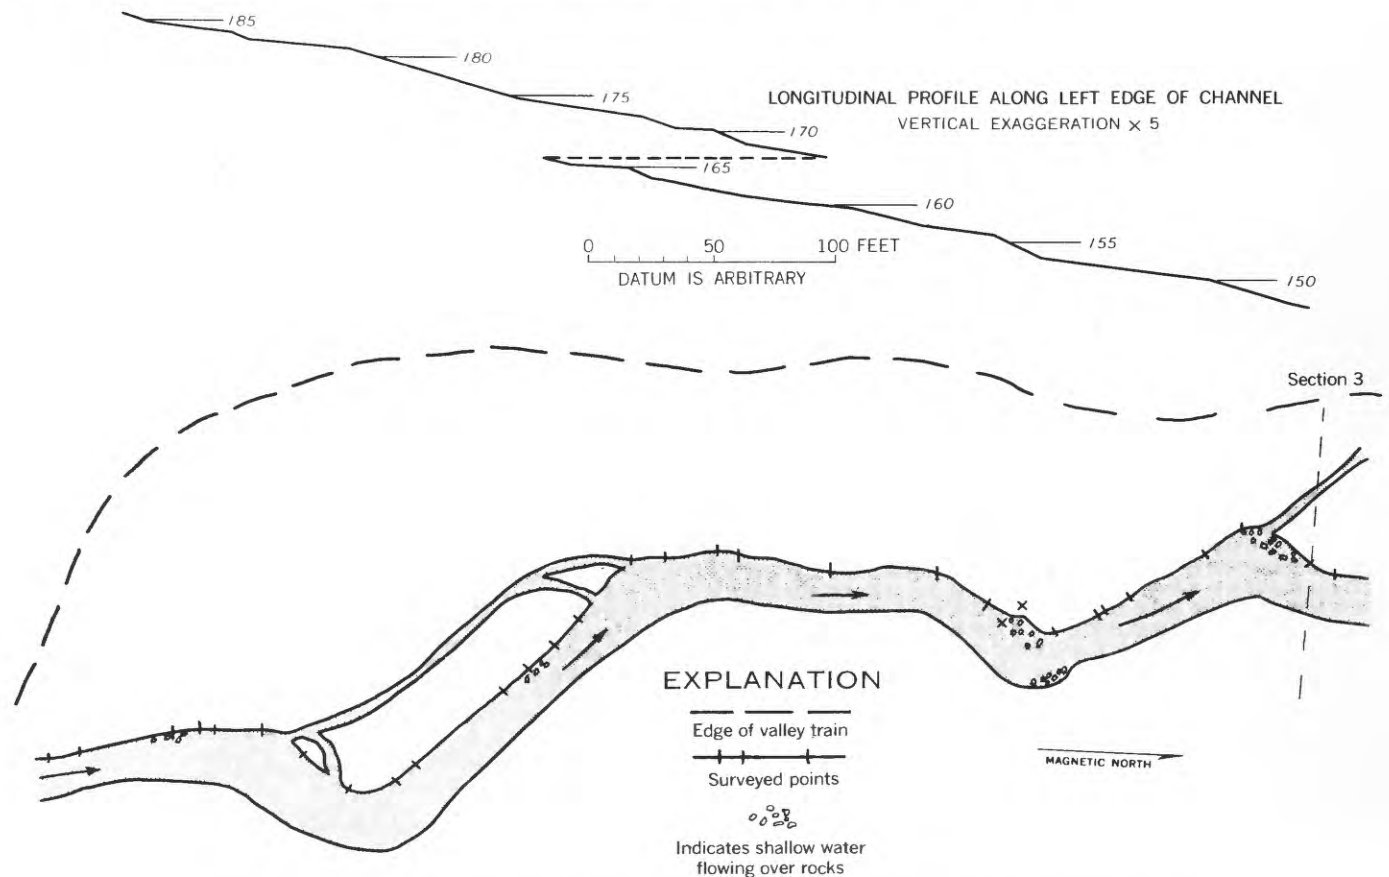 185
180
175
LONGITUDINAL PROFILE ALONG LEFT EDGE OF CHANNEL
VERTICAL EXAGGERATION × 5
170
165
160
0 50 100 FEET
DATUM IS ARBITRARY
155
150
Section 3
EXPLANATION
Edge of valley train
Surveyed points
MAGNETIC NORTH
Indicates shallow water
flowing over rocks